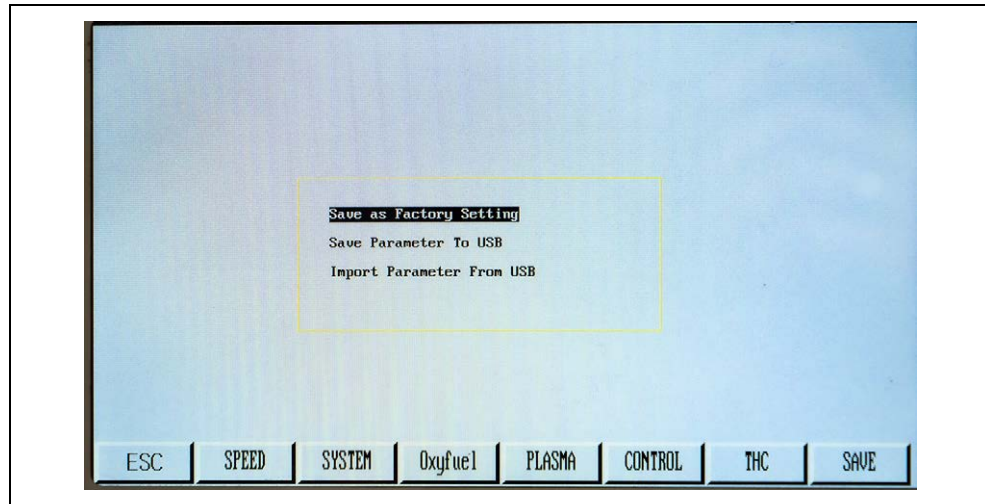 Save as Factory Setting
Save Parameter To USB
Import Parameter From USB
ESC SPEED SYSTEM Oxyfuel PLASMA CONTROL THC SAVE